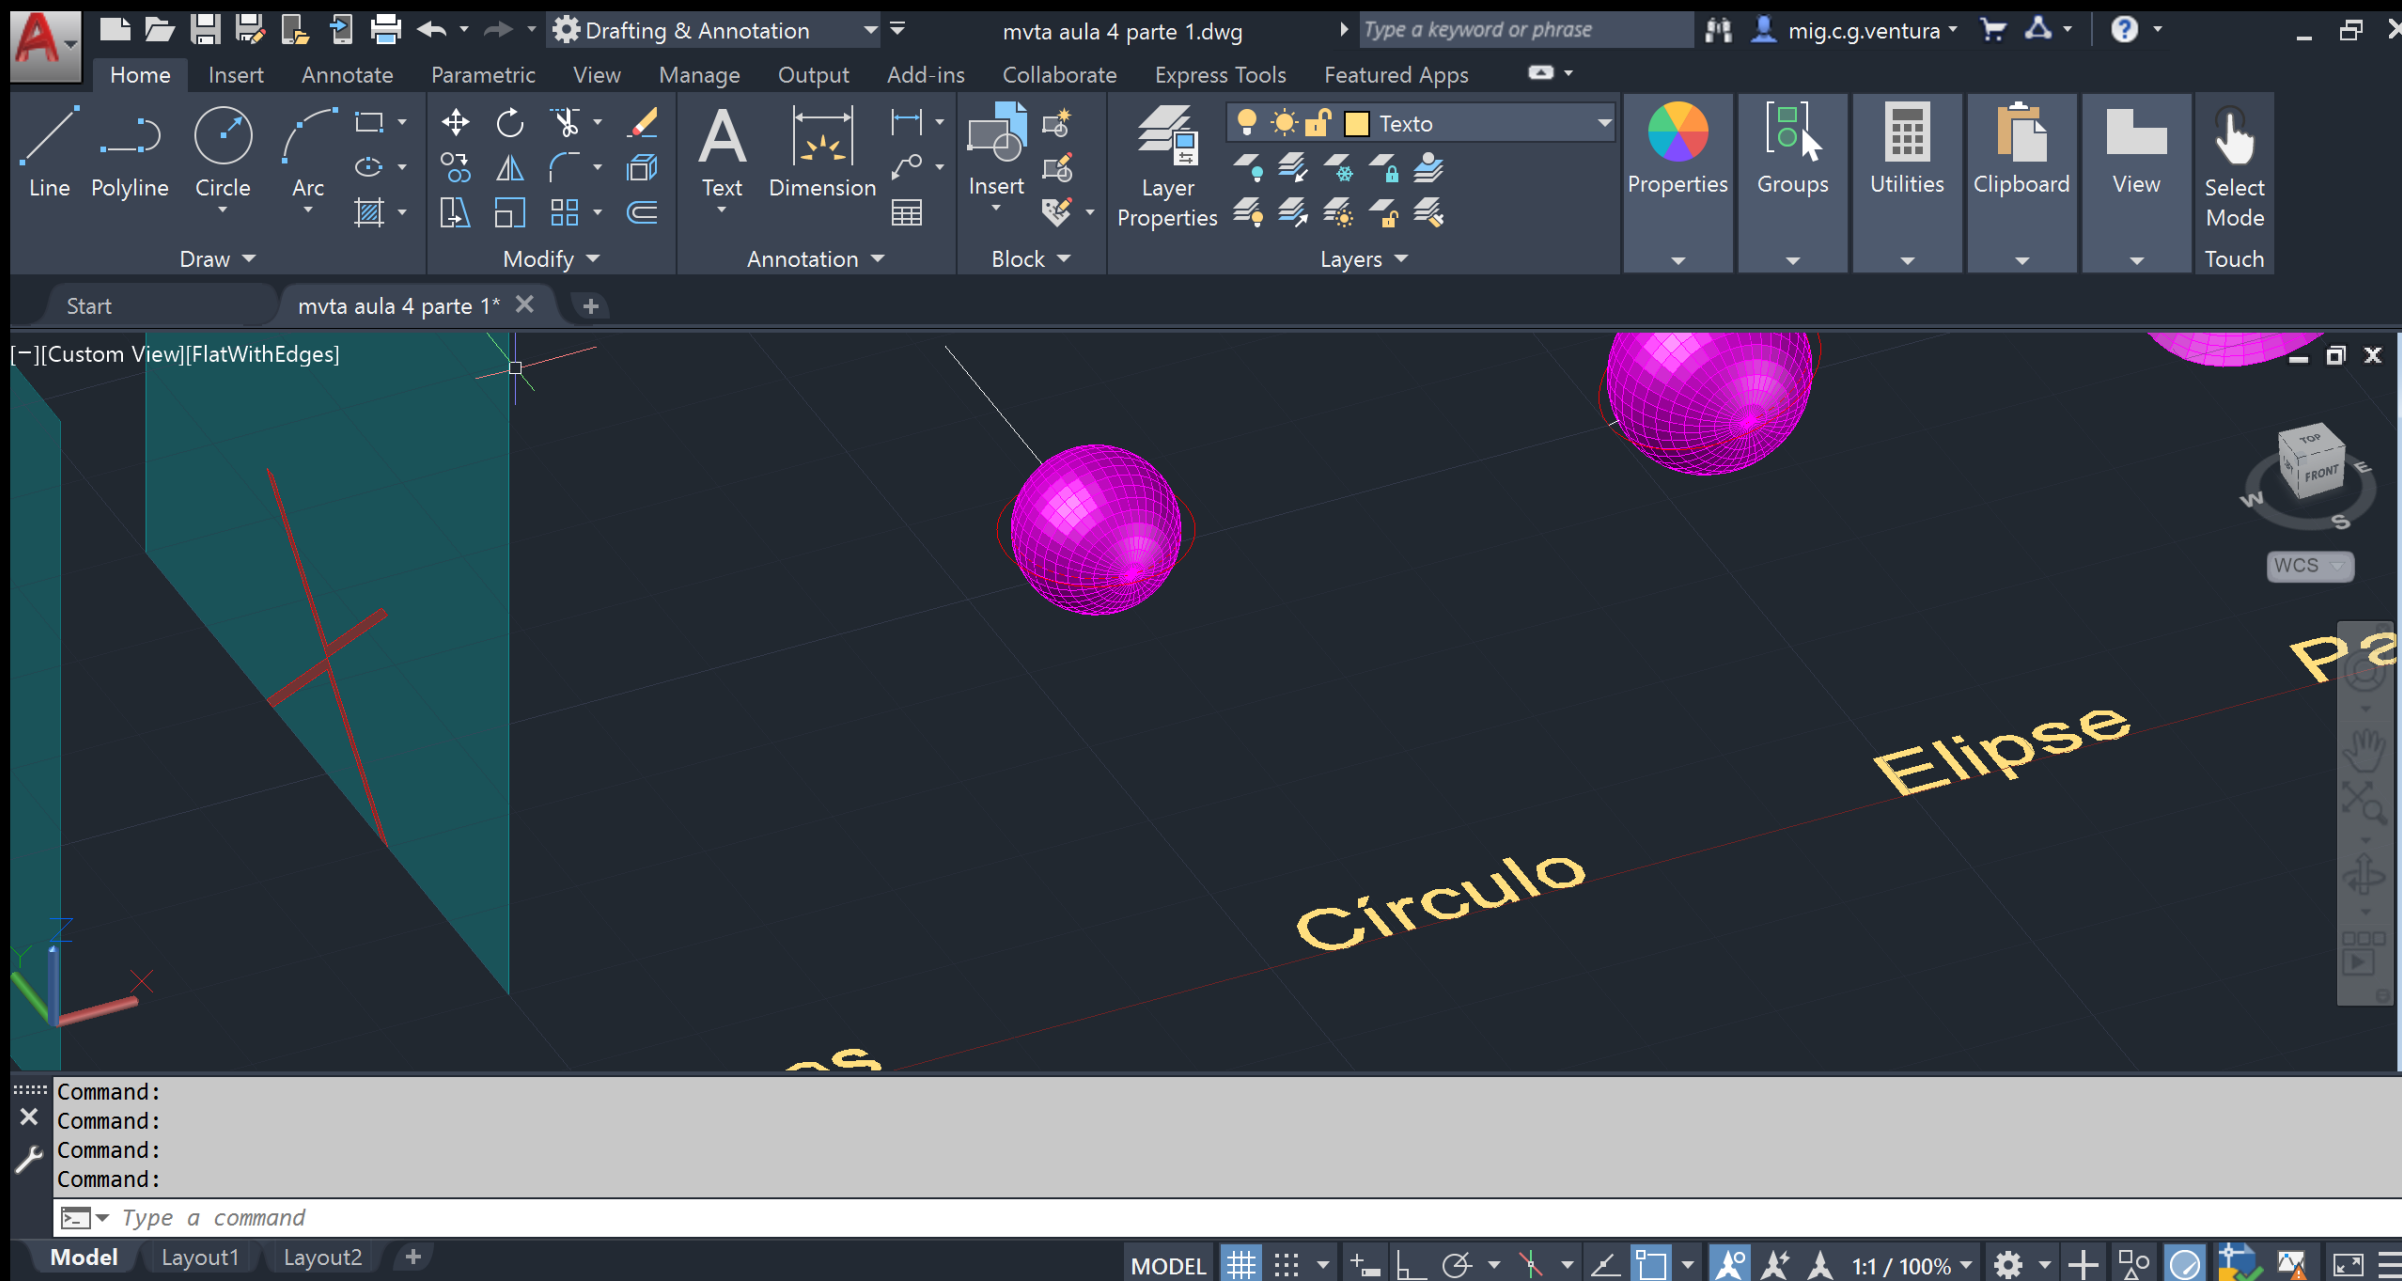 Drafting & Annotation
mvta aula 4 parte 1.dwg
Type a keyword or phrase
mig.c.g.ventura
Home Insert Annotate Parametric View Manage Output Add-ins Collaborate Express Tools Featured Apps
Texto
Line Polyline Circle Arc
Text Dimension
Insert
Layer Properties
Properties Groups Utilities Clipboard View
Select Mode
Draw Modify Annotation Block Layers Touch
Start mvta aula 4 parte 1*
[−][Custom View][FlatWithEdges]
TOP
FRONT
W S E
WCS
Pa
Elipse
Círculo
os
Z
Y X
Command:
Command:
Command:
Command:
Type a command
Model Layout1 Layout2
MODEL 1:1 / 100%